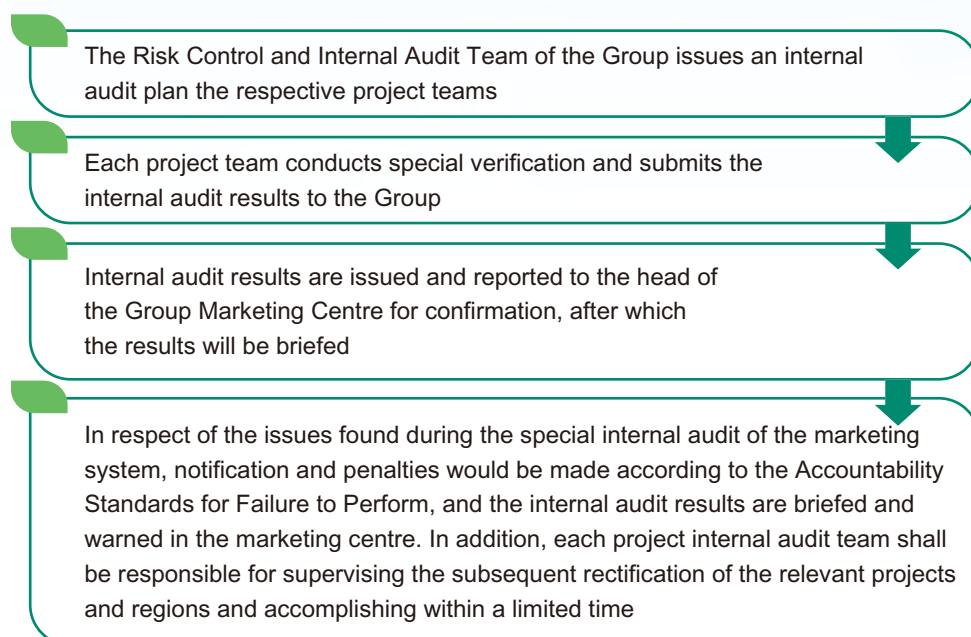 The Risk Control and Internal Audit Team of the Group issues an internal
audit plan the respective project teams
Each project team conducts special verification and submits the
internal audit results to the Group
Internal audit results are issued and reported to the head of
the Group Marketing Centre for confirmation, after which
the results will be briefed
In respect of the issues found during the special internal audit of the marketing
system, notification and penalties would be made according to the Accountability
Standards for Failure to Perform, and the internal audit results are briefed and
warned in the marketing centre. In addition, each project internal audit team shall
be responsible for supervising the subsequent rectification of the relevant projects
and regions and accomplishing within a limited time